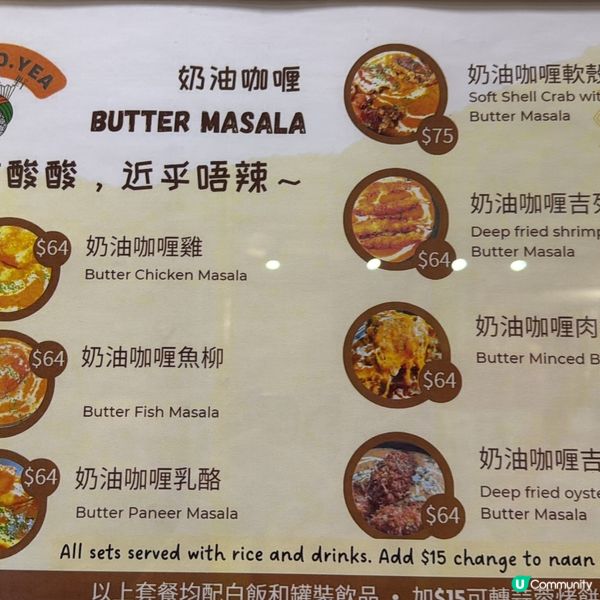 O.YEA
奶油咖喱
BUTTER MASALA
酸酸，近乎唔辣～
$64
奶油咖喱雞
Butter Chicken Masala
$64
奶油咖喱魚柳
Butter Fish Masala
$64
奶油咖喱乳酪
Butter Paneer Masala
$75
奶油咖喱軟殼
Soft Shell Crab wit
Butter Masala
$64
奶油咖喱吉列
Deep fried shrimp
Butter Masala
$64
奶油咖喱肉
Butter Minced B
$64
奶油咖喱吉
Deep fried oyste
Butter Masala
All sets served with rice and drinks. Add $15 change to naan
以上套餐均配白飯和罐裝飲品 • 加$15可轉蒜蓉烤餅
U Community